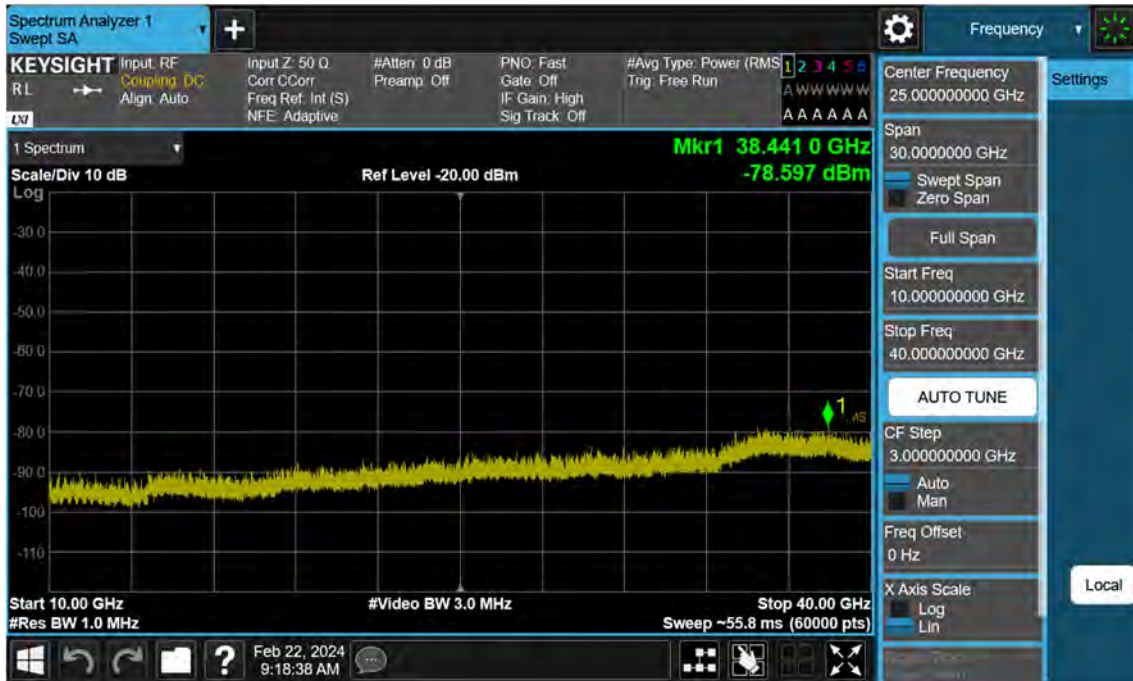 Spectrum Analyzer 1
Swept SA
Frequency
KEYSIGHT
RL
LXI
Input: RF
Coupling: DC
Align: Auto
Input Z: 50 Ω
Corr CCorr
Freq Ref: Int (S)
NFE: Adaptive
#Atten: 0 dB
Preamp: Off
PNO: Fast
Gate: Off
IF Gain: High
Sig Track: Off
#Avg Type: Power (RMS
Trig: Free Run
1 2 3 4 5 6
A W W W W W
A A A A A A
1 Spectrum
Scale/Div 10 dB
Ref Level -20.00 dBm
Mkr1 38.441 0 GHz
-78.597 dBm
Log
-30.0
-40.0
-50.0
-60.0
-70.0
-80.0
-90.0
-100
-110
1
Start 10.00 GHz
#Video BW 3.0 MHz
Stop 40.00 GHz
#Res BW 1.0 MHz
Sweep ~55.8 ms (60000 pts)
Feb 22, 2024
9:18:38 AM
Center Frequency
25.000000000 GHz
Span
30.0000000 GHz
Swept Span
Zero Span
Full Span
Start Freq
10.000000000 GHz
Stop Freq
40.000000000 GHz
AUTO TUNE
CF Step
3.000000000 GHz
Auto
Man
Freq Offset
0 Hz
X Axis Scale
Log
Lin
Settings
Local